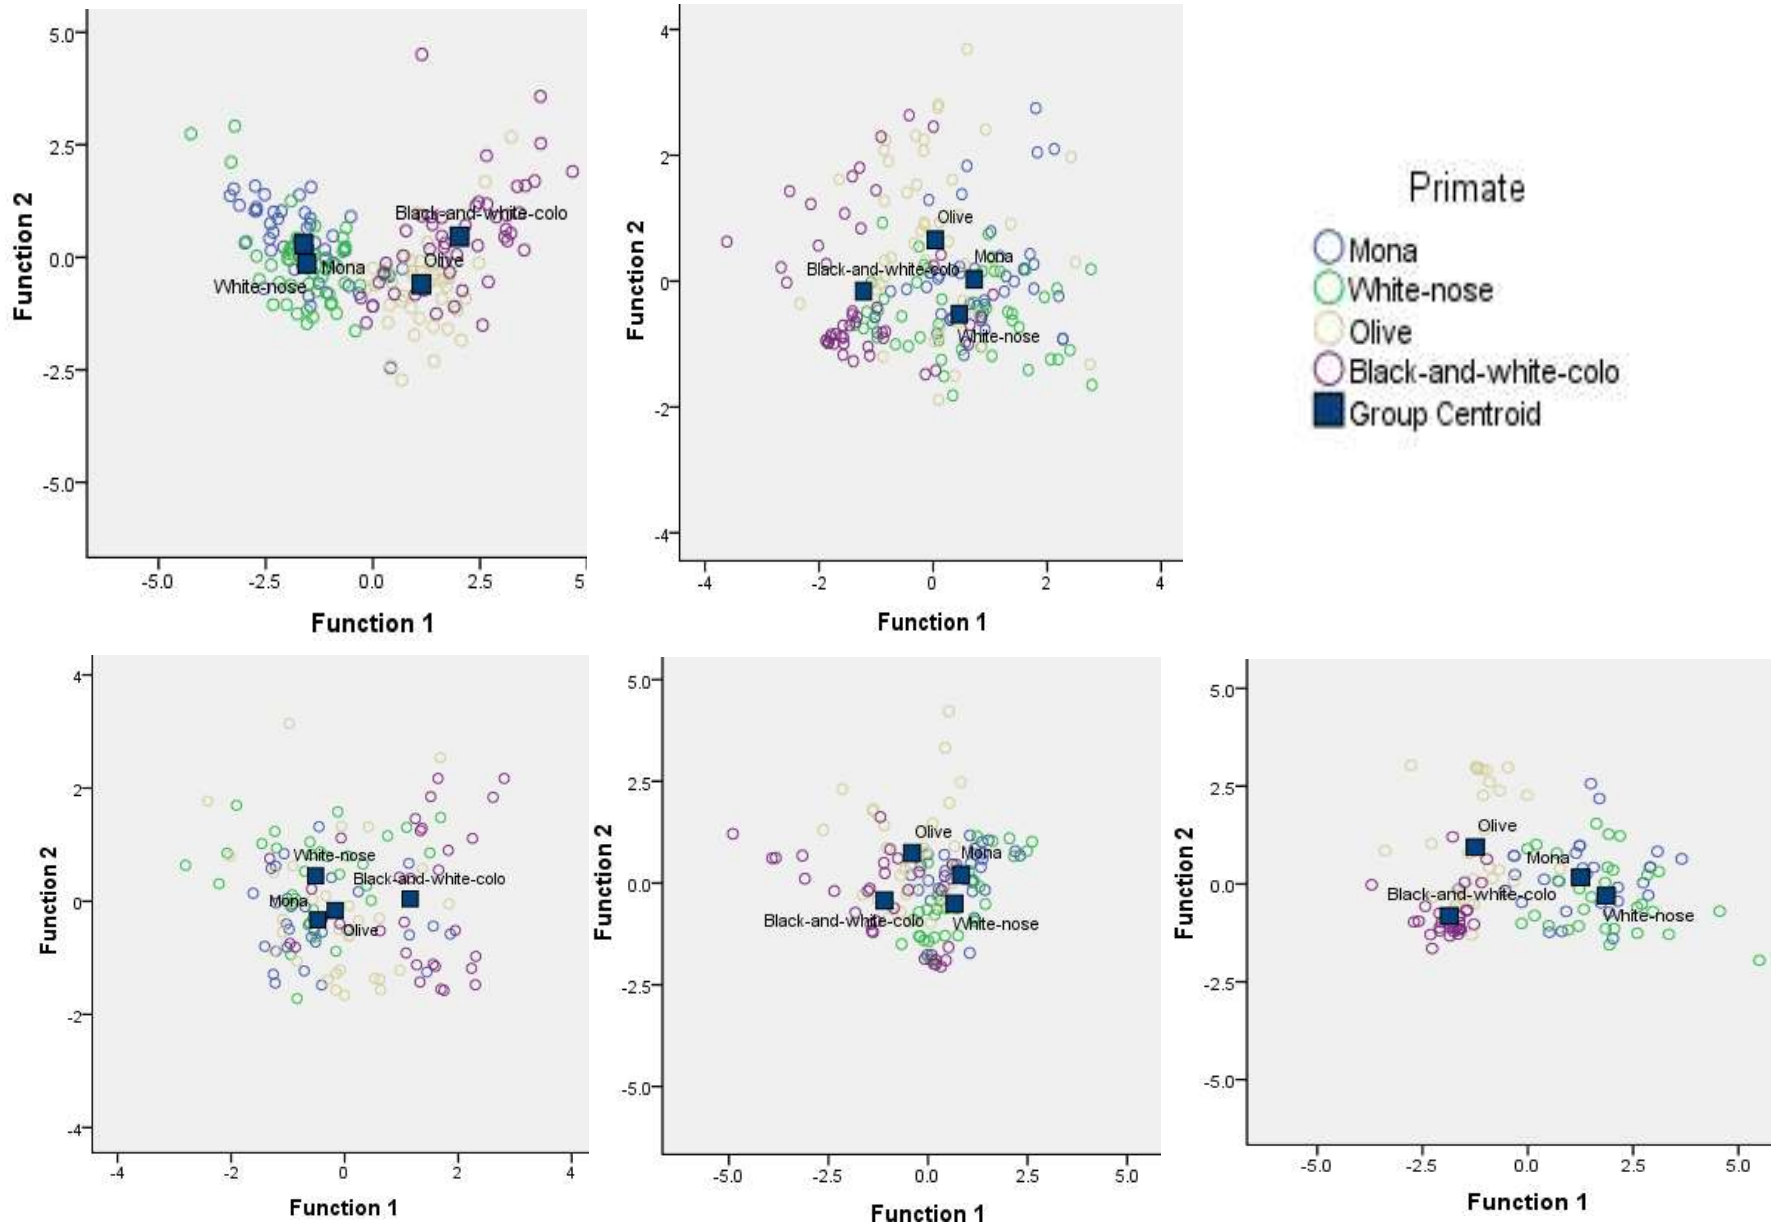 5.0
2.5
0.0
-2.5
-5.0
Function 2
Black-and-white-colo
Olive
Mona
White-nose
-5.0 -2.5 0.0 2.5 5
Function 1
4
2
0
-2
-4
Function 2
Olive
Mona
Black-and-white-colo
White-nose
-4 -2 0 2 4
Function 1
Primate
Mona
White-nose
Olive
Black-and-white-colo
Group Centroid
4
2
0
-2
-4
Function 2
White-nose
Black-and-white-colo
Mona
Olive
-4 -2 0 2 4
Function 1
5.0
2.5
0.0
-2.5
-5.0
Function 2
Olive
Mona
Black-and-white-colo
White-nose
-5.0 -2.5 0.0 2.5 5.0
Function 1
5.0
2.5
0.0
-2.5
-5.0
Function 2
Olive
Mona
Black-and-white-colo
White-nose
-5.0 -2.5 0.0 2.5 5.0
Function 1